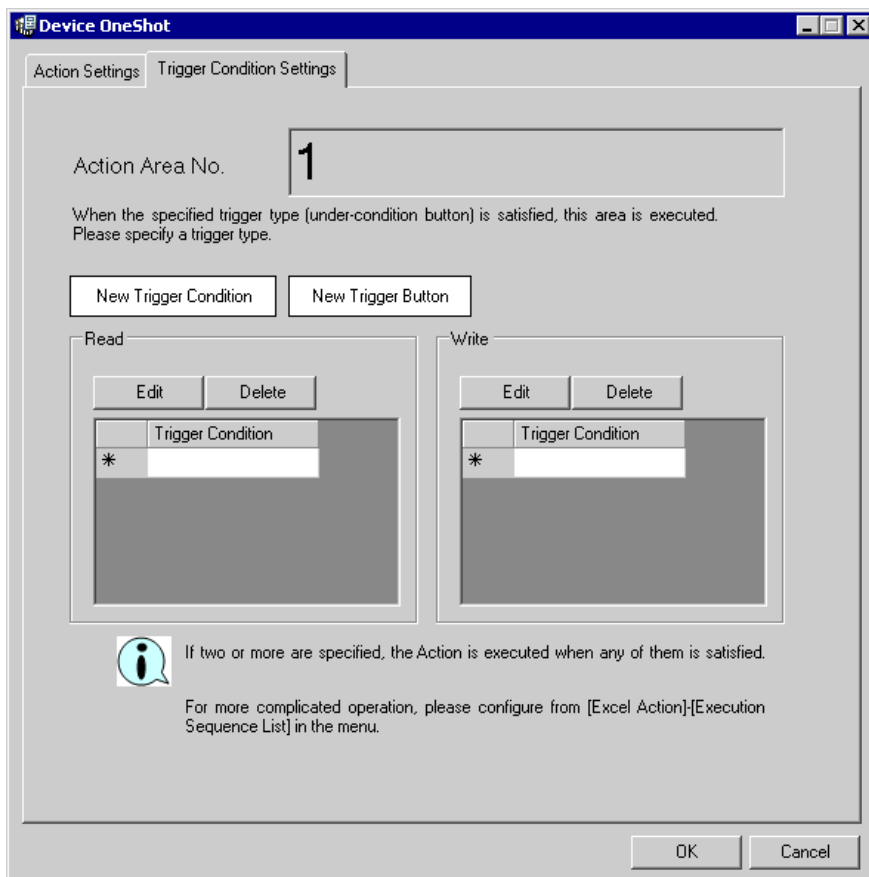 Device OneShot
Action Settings
Trigger Condition Settings
Action Area No.
1
When the specified trigger type (under-condition button) is satisfied, this area is executed.
Please specify a trigger type.
New Trigger Condition
New Trigger Button
Read
Edit
Delete
Trigger Condition
*
Write
Edit
Delete
Trigger Condition
*
If two or more are specified, the Action is executed when any of them is satisfied.
For more complicated operation, please configure from [Excel Action]-[Execution
Sequence List] in the menu.
OK
Cancel